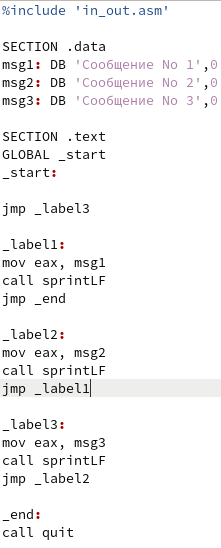 %include 'in_out.asm'
SECTION .data
msg1: DB 'Сообщение No 1',0
msg2: DB 'Сообщение No 2',0
msg3: DB 'Сообщение No 3',0
SECTION .text
GLOBAL _start
_start:
jmp _label3
_label1:
mov eax, msg1
call sprintLF
jmp _end
_label2:
mov eax, msg2
call sprintLF
jmp _label1
_label3:
mov eax, msg3
call sprintLF
jmp _label2
_end:
call quit